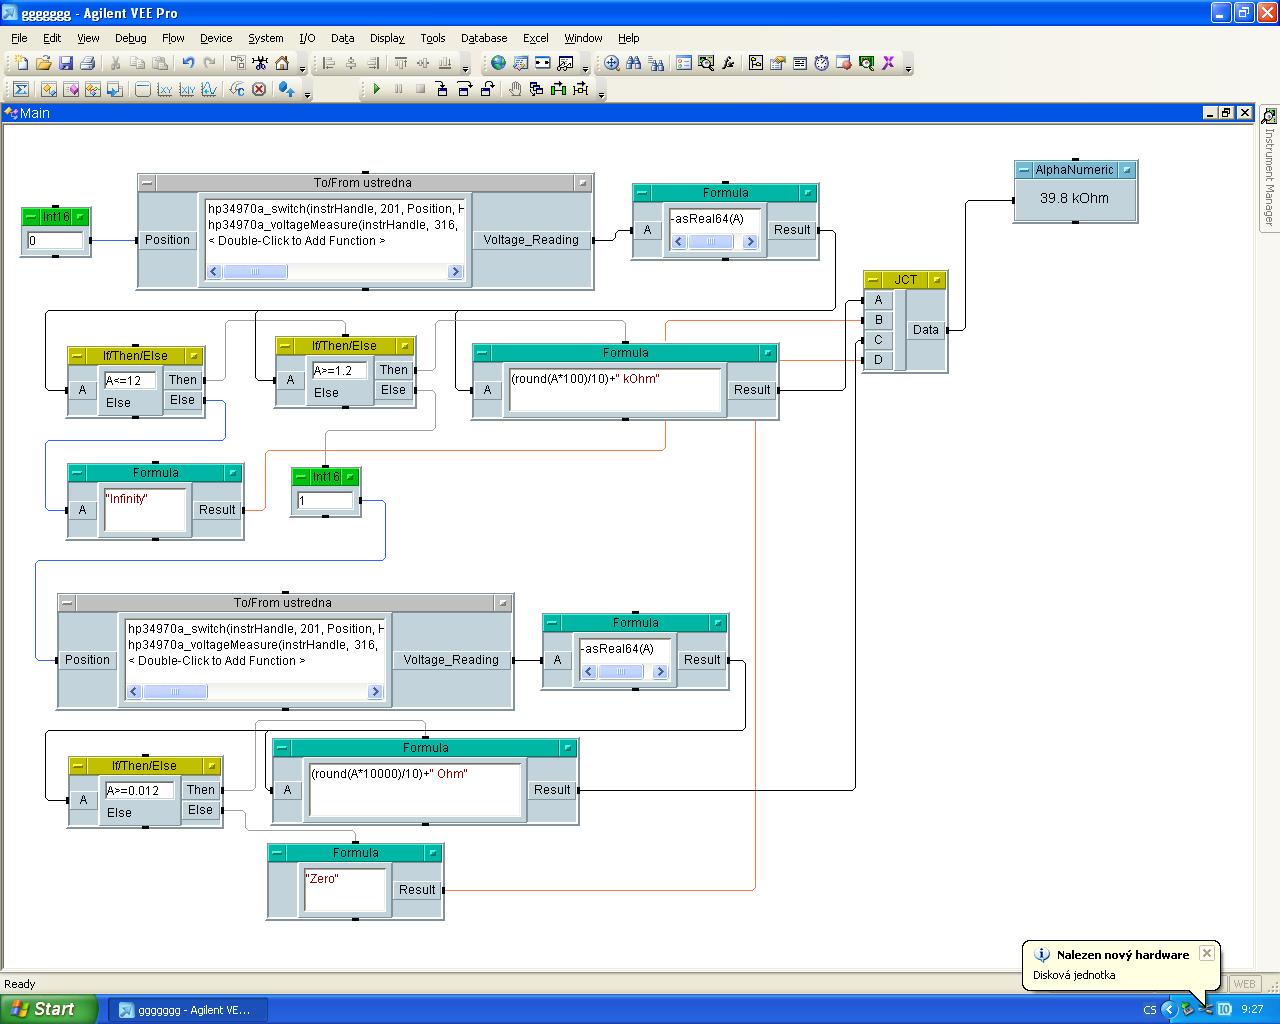 ggggggg - Agilent VEE Pro
File Edit View Debug Flow Device System I/O Data Display Tools Database Excel Window Help
Main
Instrument Manager
To/From ustredna
Int16
0
Position
hp34970a_switch(instrHandle, 201, Position, H
hp34970a_voltageMeasure(instrHandle, 316,
< Double-Click to Add Function >
Voltage_Reading
Formula
A
-asReal64(A)
Result
AlphaNumeric
39.8 kOhm
JCT
A
B
C
D
Data
If/Then/Else
A
A<=12
Else
Then
Else
If/Then/Else
A
A>=1.2
Else
Then
Else
Formula
A
(round(A*100)/10)+" kOhm"
Result
Formula
A
"Infinity"
Result
Int16
1
To/From ustredna
Position
hp34970a_switch(instrHandle, 201, Position, H
hp34970a_voltageMeasure(instrHandle, 316,
< Double-Click to Add Function >
Voltage_Reading
Formula
A
-asReal64(A)
Result
If/Then/Else
A
A>=0.012
Else
Then
Else
Formula
A
(round(A*10000)/10)+" Ohm"
Result
Formula
"Zero"
Result
Nalezen nový hardware
Disková jednotka
Ready
WEB
Start
ggggggg - Agilent VE...
CS
9:27